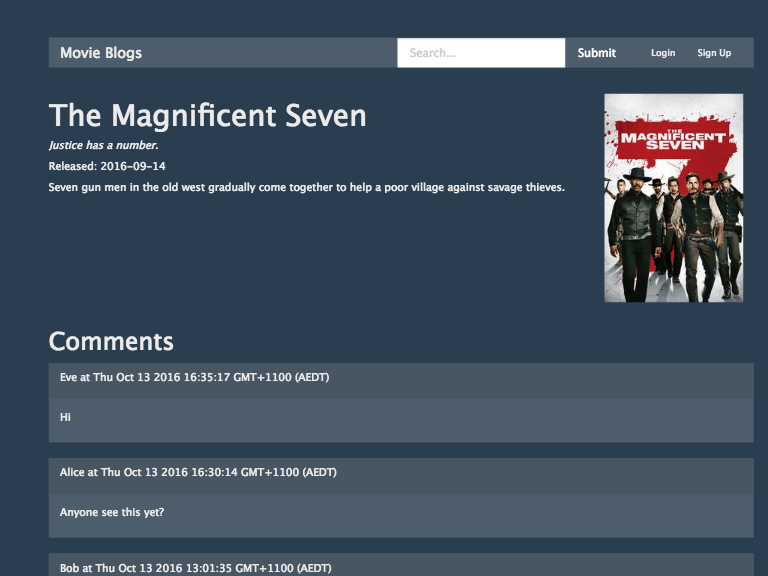 Movie Blogs
Search...
Submit
Login
Sign Up
The Magnificent Seven
Justice has a number.
Released: 2016-09-14
Seven gun men in the old west gradually come together to help a poor village against savage thieves.
THE
MAGNIFICENT
SEVEN
Comments
Eve at Thu Oct 13 2016 16:35:17 GMT+1100 (AEDT)
Hi
Alice at Thu Oct 13 2016 16:30:14 GMT+1100 (AEDT)
Anyone see this yet?
Bob at Thu Oct 13 2016 13:01:35 GMT+1100 (AEDT)